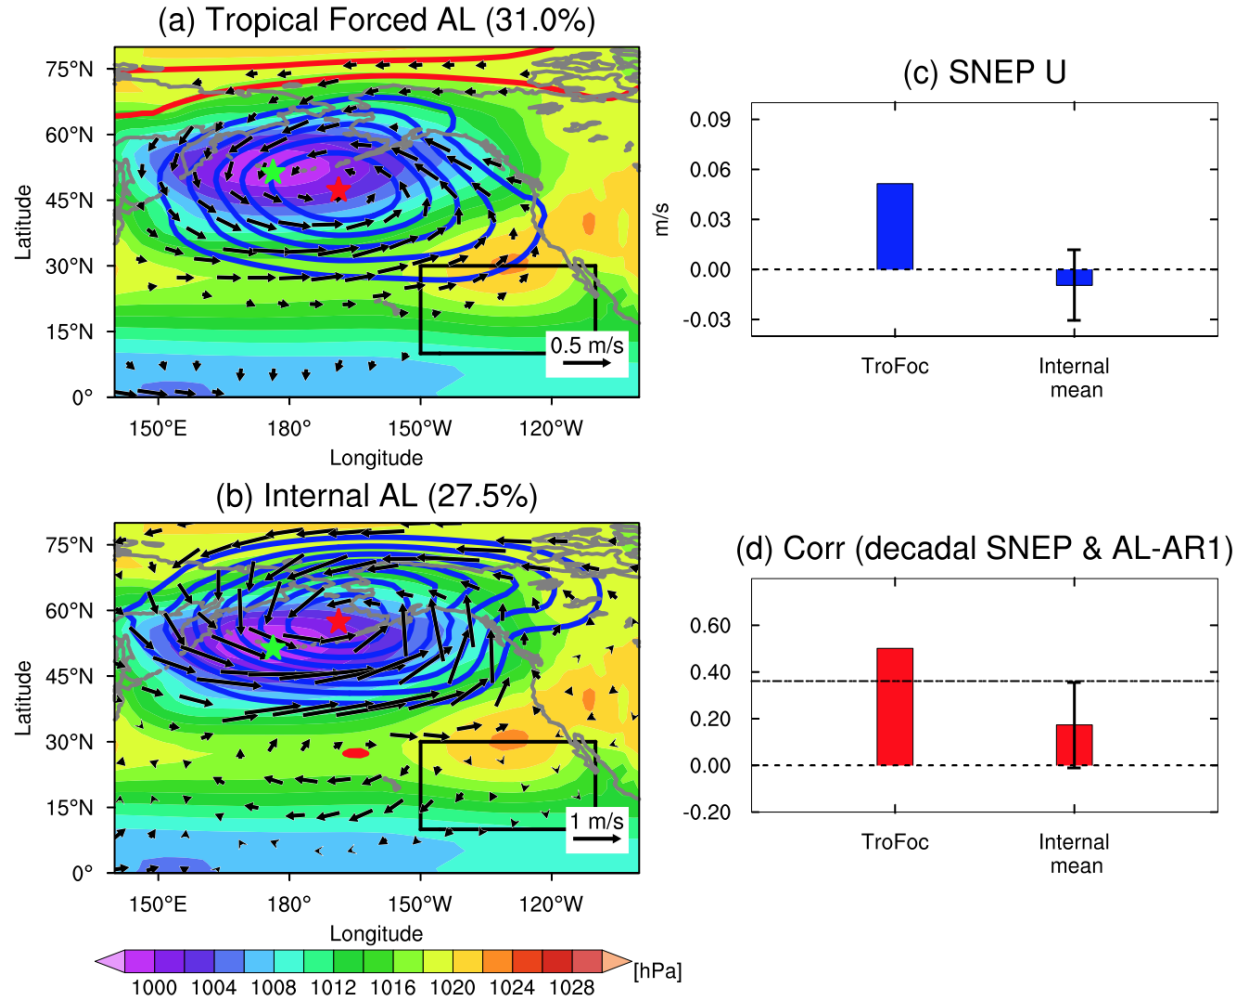 (a) Tropical Forced AL (31.0%)
75°N
60°N
45°N
30°N
15°N
0°
Latitude
0.5 m/s
150°E
180°
150°W
120°W
Longitude
(b) Internal AL (27.5%)
75°N
60°N
45°N
30°N
15°N
0°
Latitude
1 m/s
150°E
180°
150°W
120°W
Longitude
1000
1004
1008
1012
1016
1020
1024
1028
[hPa]
(c) SNEP U
0.09
0.06
0.03
0.00
-0.03
m/s
TroFoc
Internal
mean
(d) Corr (decadal SNEP & AL-AR1)
0.60
0.40
0.20
0.00
-0.20
TroFoc
Internal
mean